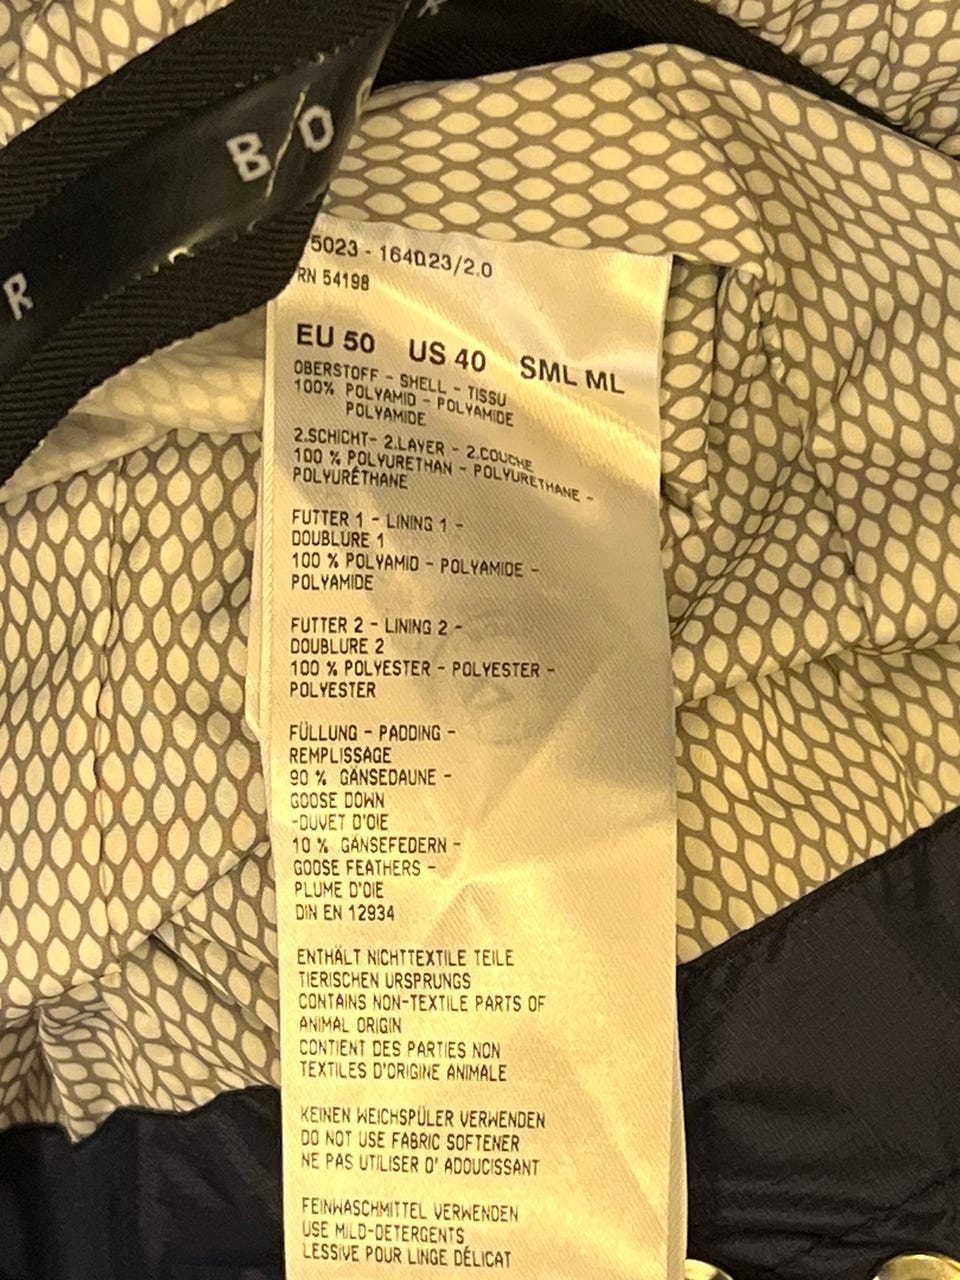 B O
R
5023 - 164023/2.0
RN 54198
EU 50 US 40 SML ML
OBERSTOFF - SHELL - TISSU
100% POLYAMID - POLYAMIDE
POLYAMIDE
2.SCHICHT- 2.LAYER - 2.COUCHE
100 % POLYURETHAN - POLYURETHANE -
POLYURÉTHANE
FUTTER 1 - LINING 1 -
DOUBLURE 1
100 % POLYAMID - POLYAMIDE -
POLYAMIDE
FUTTER 2 - LINING 2 -
DOUBLURE 2
100 % POLYESTER - POLYESTER -
POLYESTER
FÜLLUNG - PADDING -
REMPLISSAGE
90 % GÄNSEDAUNE -
GOOSE DOWN
-DUVET D'OIE
10 % GÄNSEFEDERN -
GOOSE FEATHERS -
PLUME D'OIE
DIN EN 12934
ENTHÄLT NICHTTEXTILE TEILE
TIERISCHEN URSPRUNGS
CONTAINS NON-TEXTILE PARTS OF
ANIMAL ORIGIN
CONTIENT DES PARTIES NON
TEXTILES D'ORIGINE ANIMALE
KEINEN WEICHSPÜLER VERWENDEN
DO NOT USE FABRIC SOFTENER
NE PAS UTILISER D' ADOUCISSANT
FEINWASCHMITTEL VERWENDEN
USE MILD-DETERGENTS
LESSIVE POUR LINGE DÉLICAT